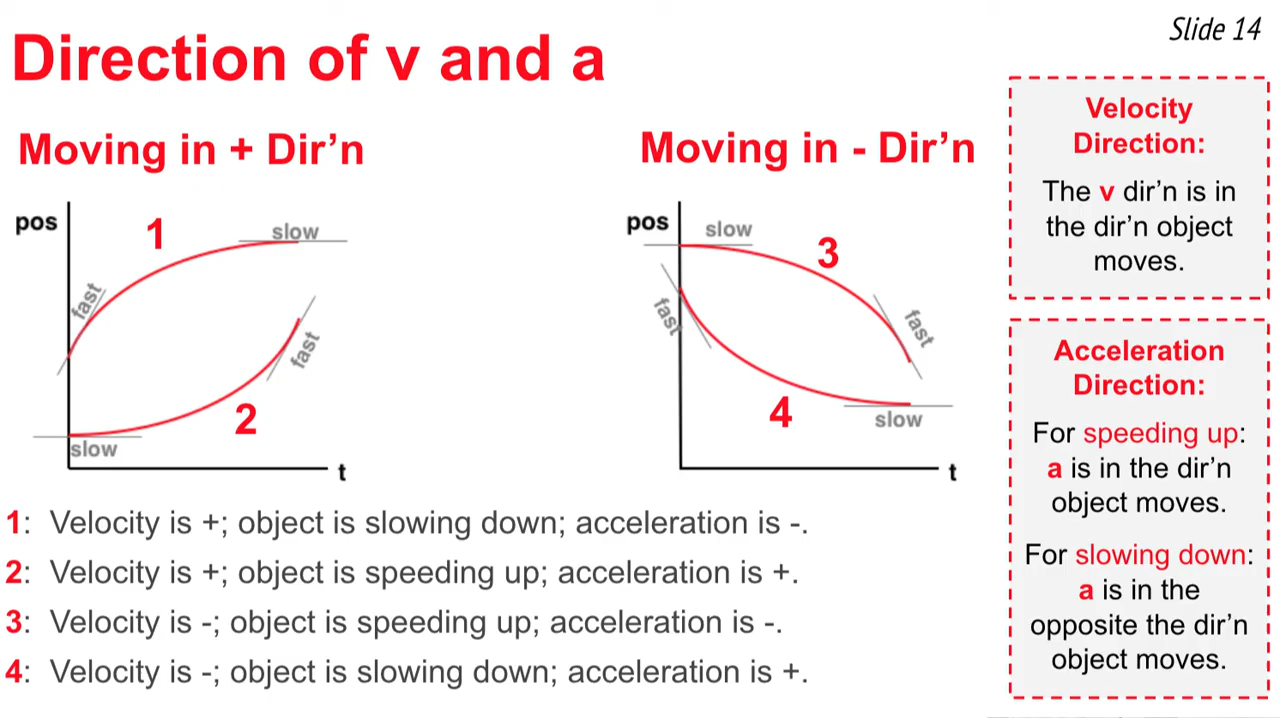 Slide 14
Direction of v and a
Moving in + Dir’n
pos
1
slow
fast
2
fast
slow
t
Moving in - Dir’n
pos
slow
3
fast
fast
4
slow
t
1: Velocity is +; object is slowing down; acceleration is -.
2: Velocity is +; object is speeding up; acceleration is +.
3: Velocity is -; object is speeding up; acceleration is -.
4: Velocity is -; object is slowing down; acceleration is +.
Velocity
Direction:
The v dir’n is in
the dir’n object
moves.
Acceleration
Direction:
For speeding up:
a is in the dir’n
object moves.
For slowing down:
a is in the
opposite the dir’n
object moves.